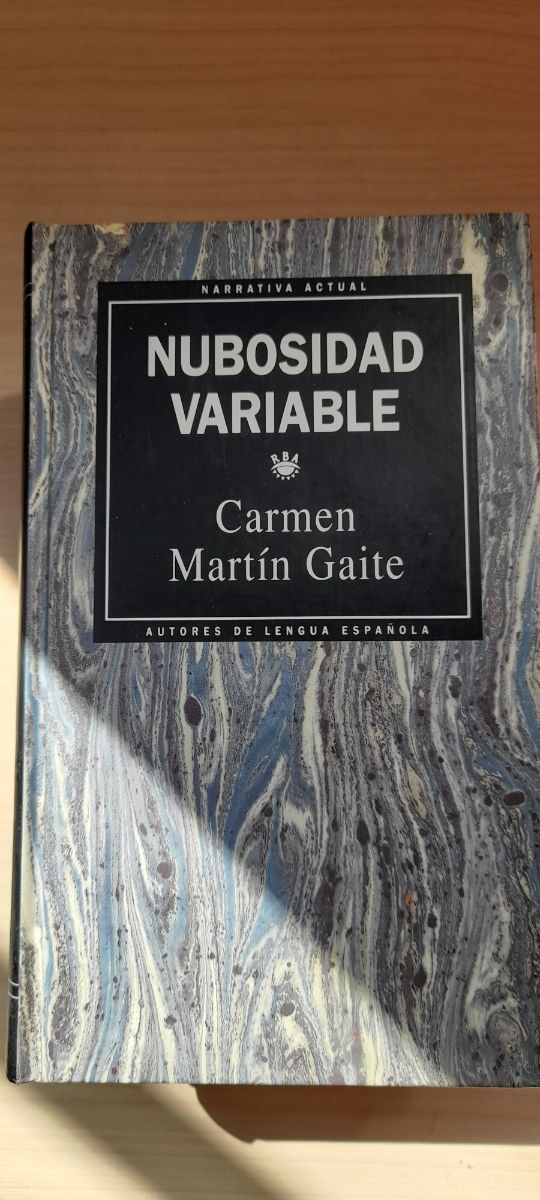 NARRATIVA ACTUAL
NUBOSIDAD
VARIABLE
RBA
Carmen
Martín Gaite
AUTORES DE LENGUA ESPAÑOLA